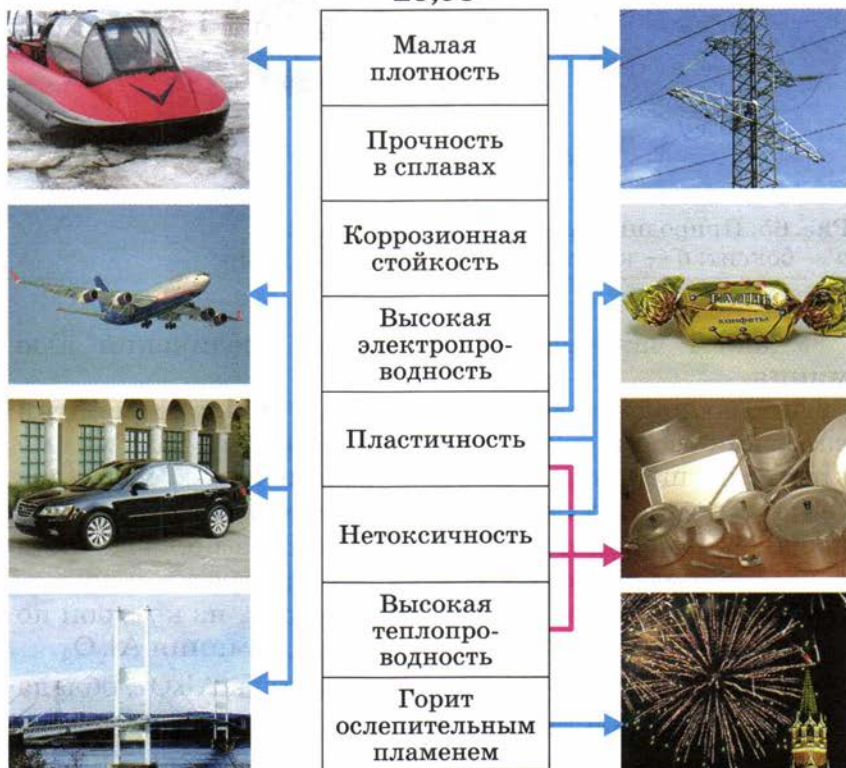 Малая
плотность
Прочность
в сплавах
Коррозионная
стойкость
Высокая
электропро-
водность
Пластичность
Нетоксичность
Высокая
теплопро-
водность
Горит
ослепительным
пламенем
конфеты